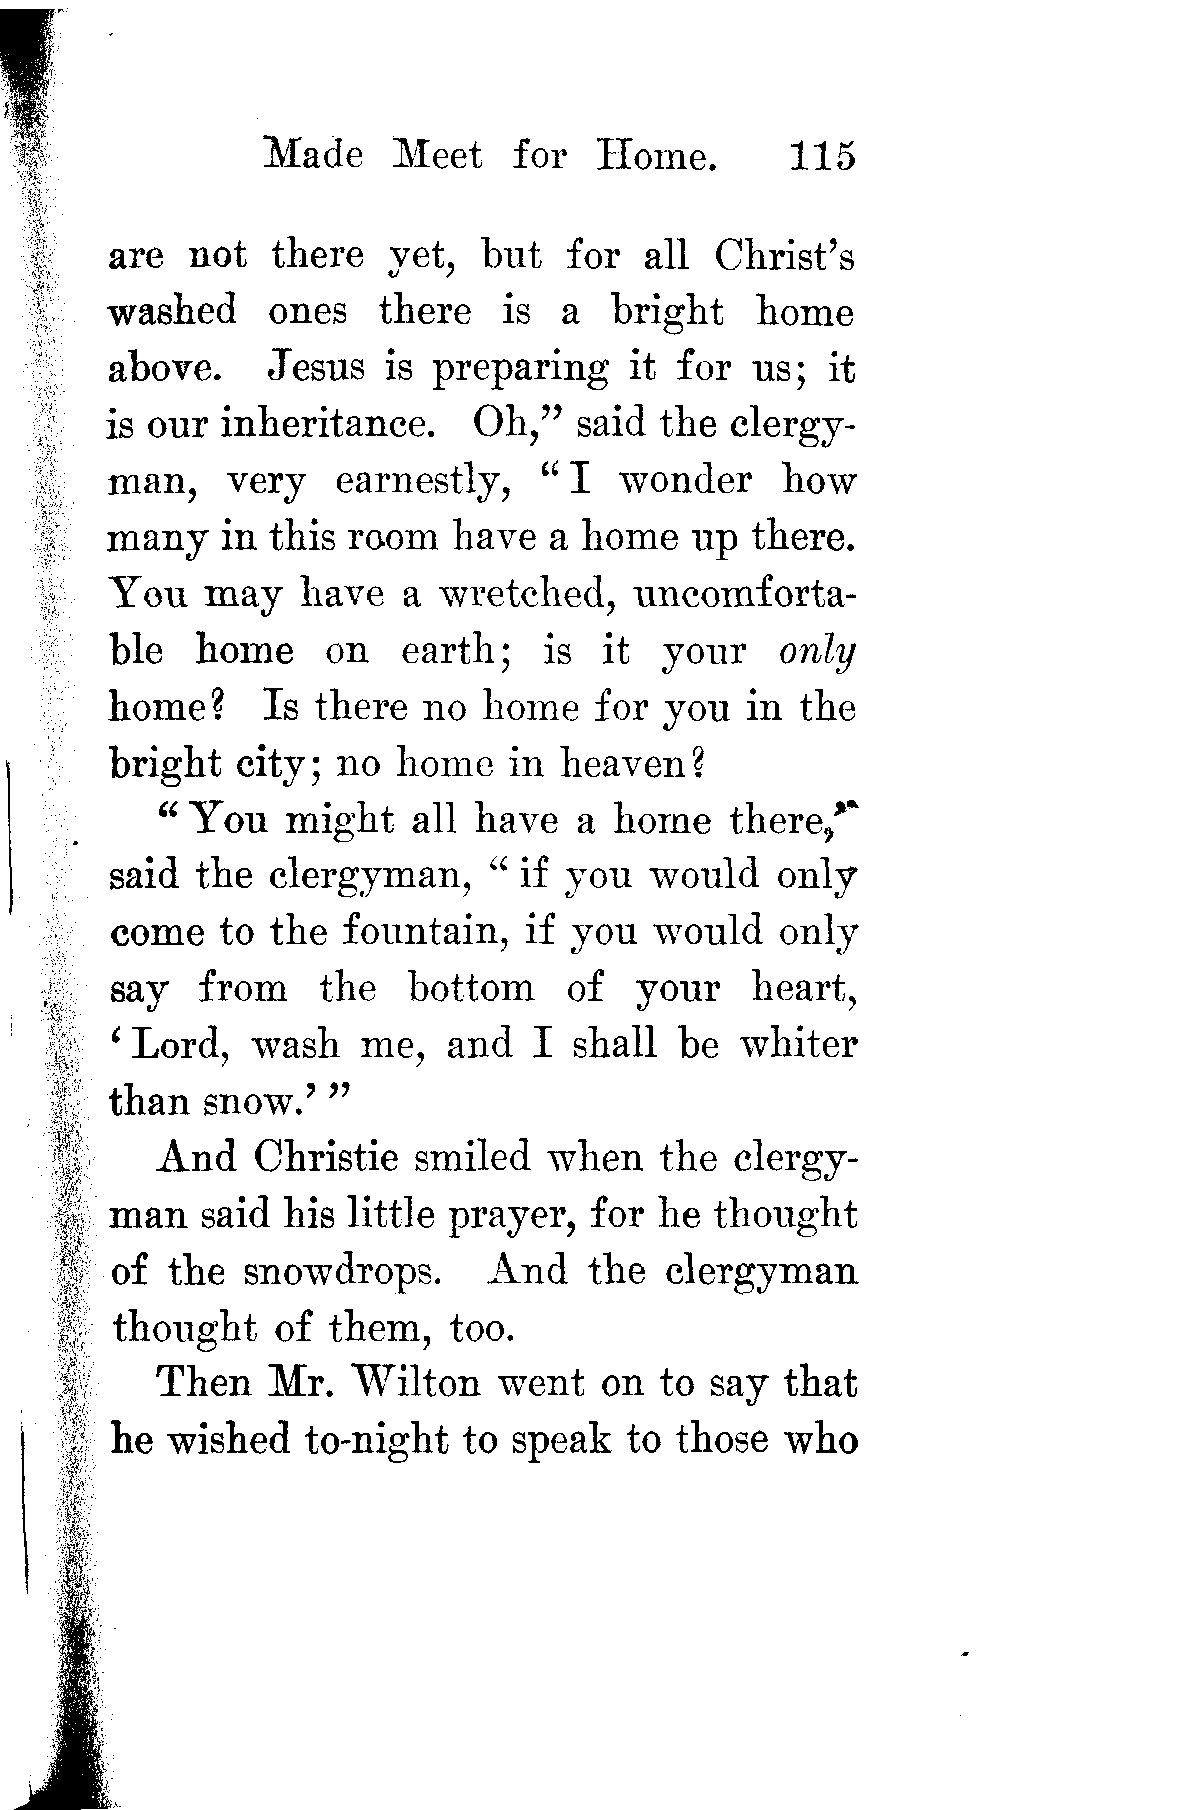 Made Meet for Home. 115
are not there yet, but for all Christ's
washed ones there is a bright home
above. Jesus is preparing it for us; it
is our inheritance. Oh,” said the clergy-
man, very earnestly, “ I wonder how
many in this room have a home up there.
You may have a wretched, uncomforta-
ble home on earth; is it your only
home? Is there no home for you in the
bright city; no home in heaven?
“ You might all have a home there,”
said the clergyman, “ if you would only
come to the fountain, if you would only
say from the bottom of your heart,
‘ Lord, wash me, and I shall be whiter
than snow.’ ”
And Christie smiled when the clergy-
man said his little prayer, for he thought
of the snowdrops. And the clergyman
thought of them, too.
Then Mr. Wilton went on to say that
he wished to-night to speak to those who